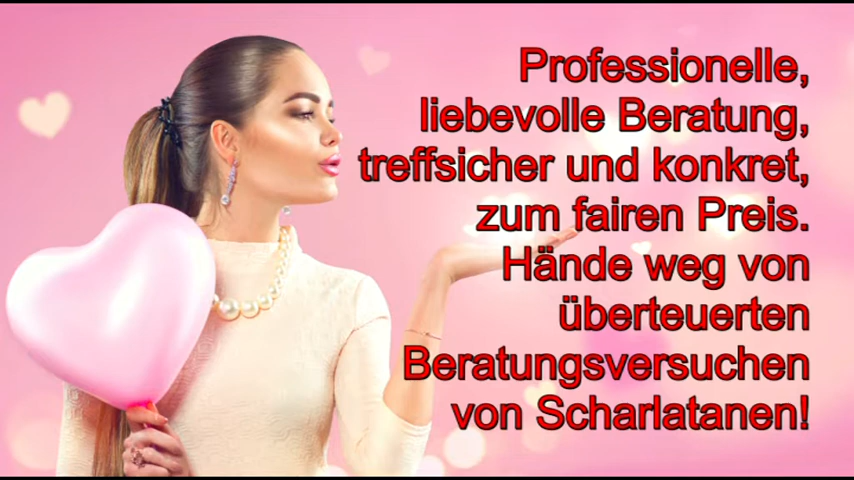 Professionelle,
liebevolle Beratung,
treffsicher und konkret,
zum fairen Preis.
Hände weg von
überteuerten
Beratungsversuchen
von Scharlatanen!